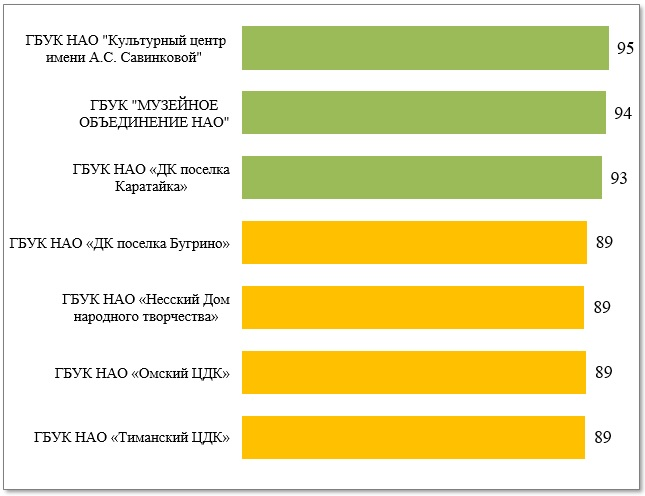 ГБУК НАО "Культурный центр
имени А.С. Савинковой"
95
ГБУК "МУЗЕЙНОЕ
ОБЪЕДИНЕНИЕ НАО"
94
ГБУК НАО «ДК поселка
Каратайка»
93
ГБУК НАО «ДК поселка Бугрино»
89
ГБУК НАО «Несский Дом
народного творчества»
89
ГБУК НАО «Омский ЦДК»
89
ГБУК НАО «Тиманский ЦДК»
89